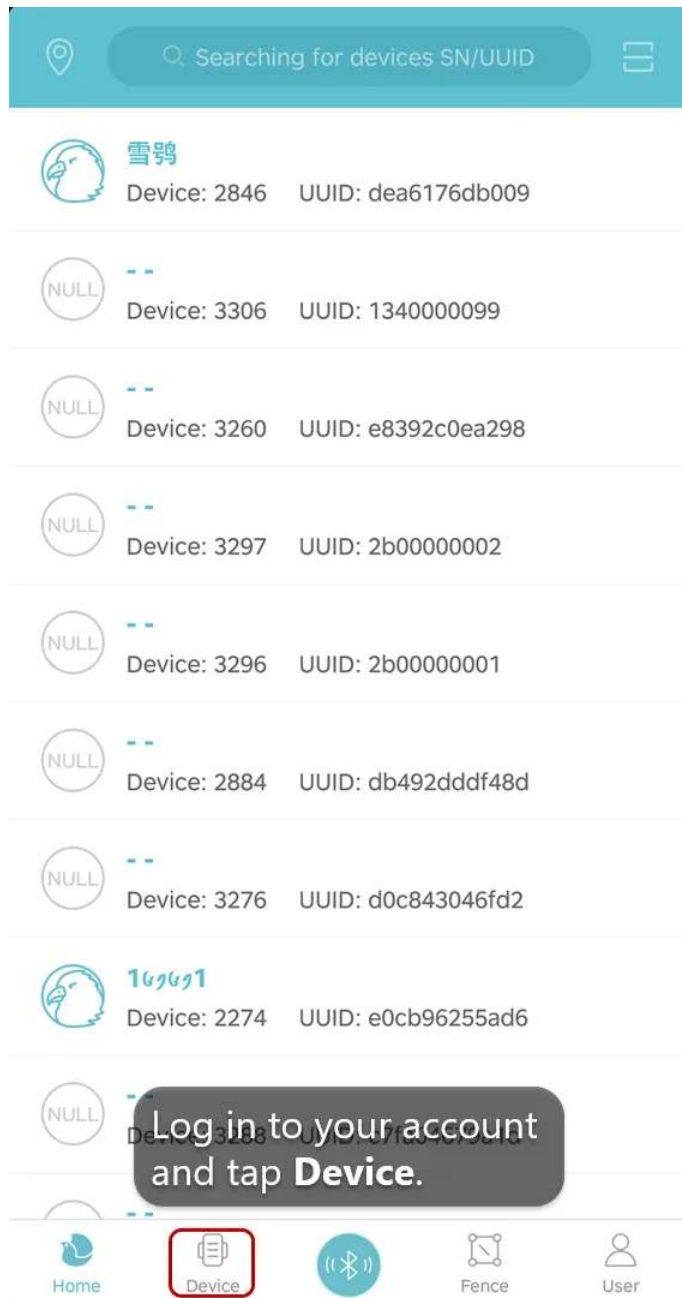 Searching for devices SN/UUID
雪鸮
Device: 2846 UUID: dea6176db009
NULL
- -
Device: 3306 UUID: 1340000099
NULL
- -
Device: 3260 UUID: e8392c0ea298
NULL
- -
Device: 3297 UUID: 2b00000002
NULL
- -
Device: 3296 UUID: 2b00000001
NULL
- -
Device: 2884 UUID: db492dddf48d
NULL
- -
Device: 3276 UUID: d0c843046fd2
Device: 2274 UUID: e0cb96255ad6
NULL
- -
Log in to your account
and tap Device.
- -
Home Device Fence User